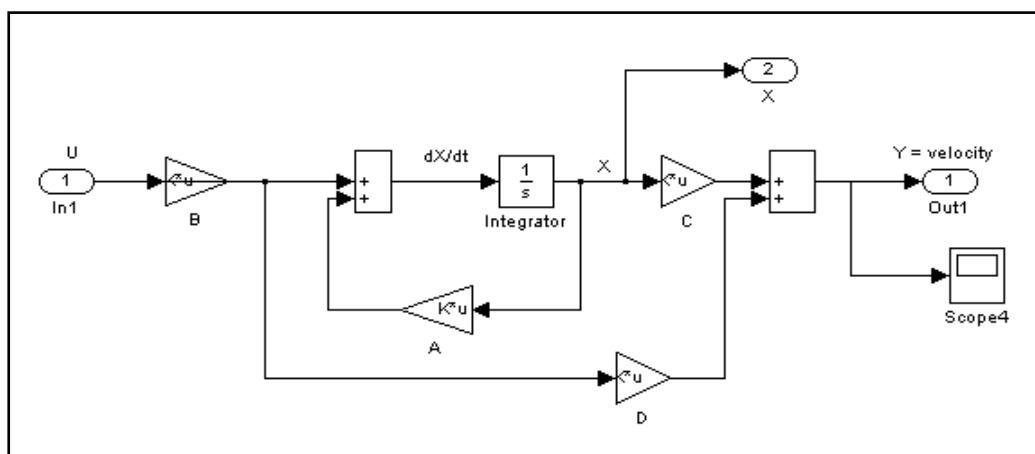 2
X
U
dX/dt
Y = velocity
1
In1
K*u
B
+
+
1
s
Integrator
X
K*u
C
+
+
1
Out1
K*u
A
Scope4
K*u
D